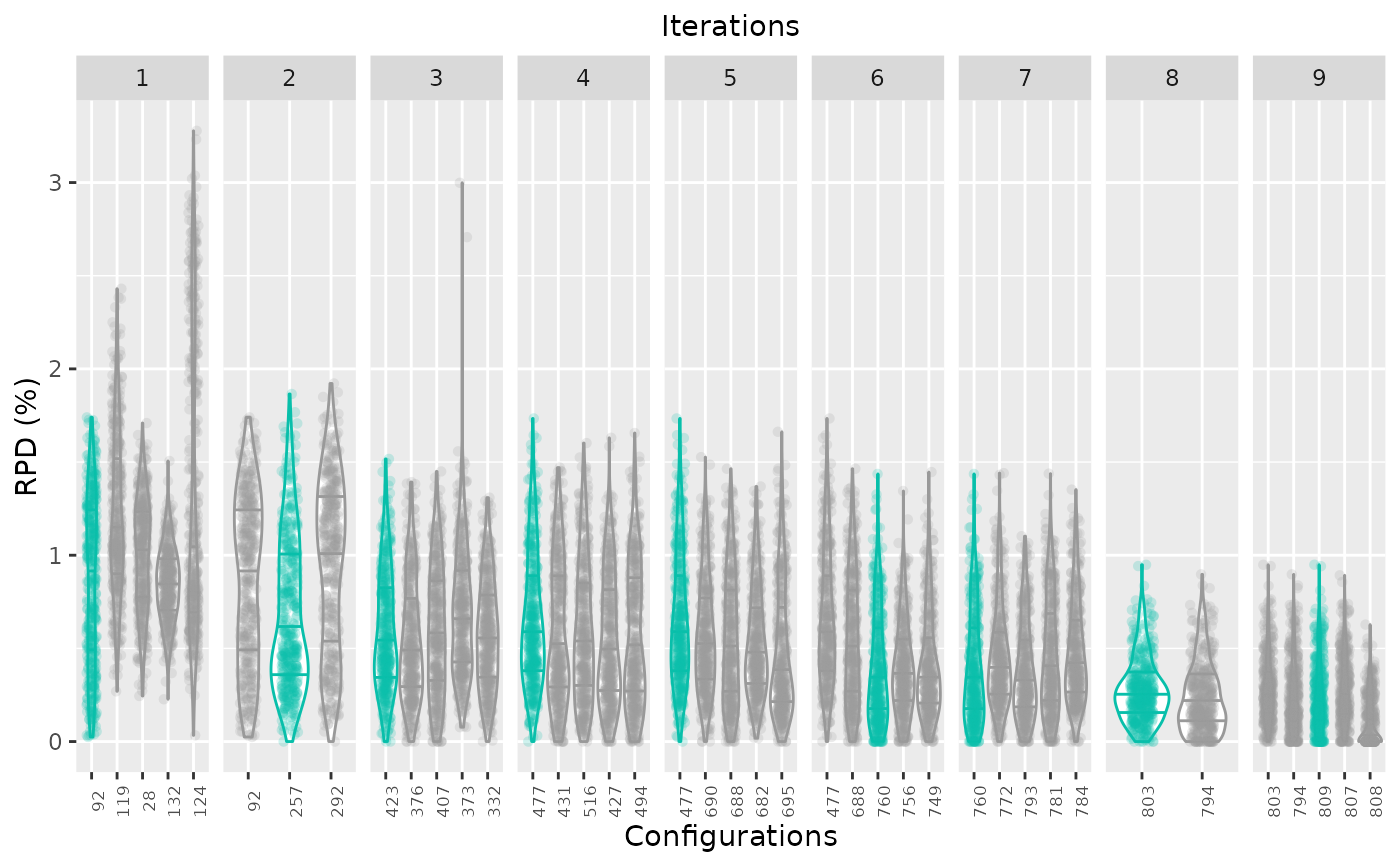 Iterations
1 2 3 4 5 6 7 8 9
RPD (%)
3
2
1
0
92 119 28 132 124 92 257 292 423 376 407 373 332 477 431 516 427 494 477 690 688 682 695 477 688 760 756 749 760 772 793 781 784 803 794 803 794 809 807 808
Configurations